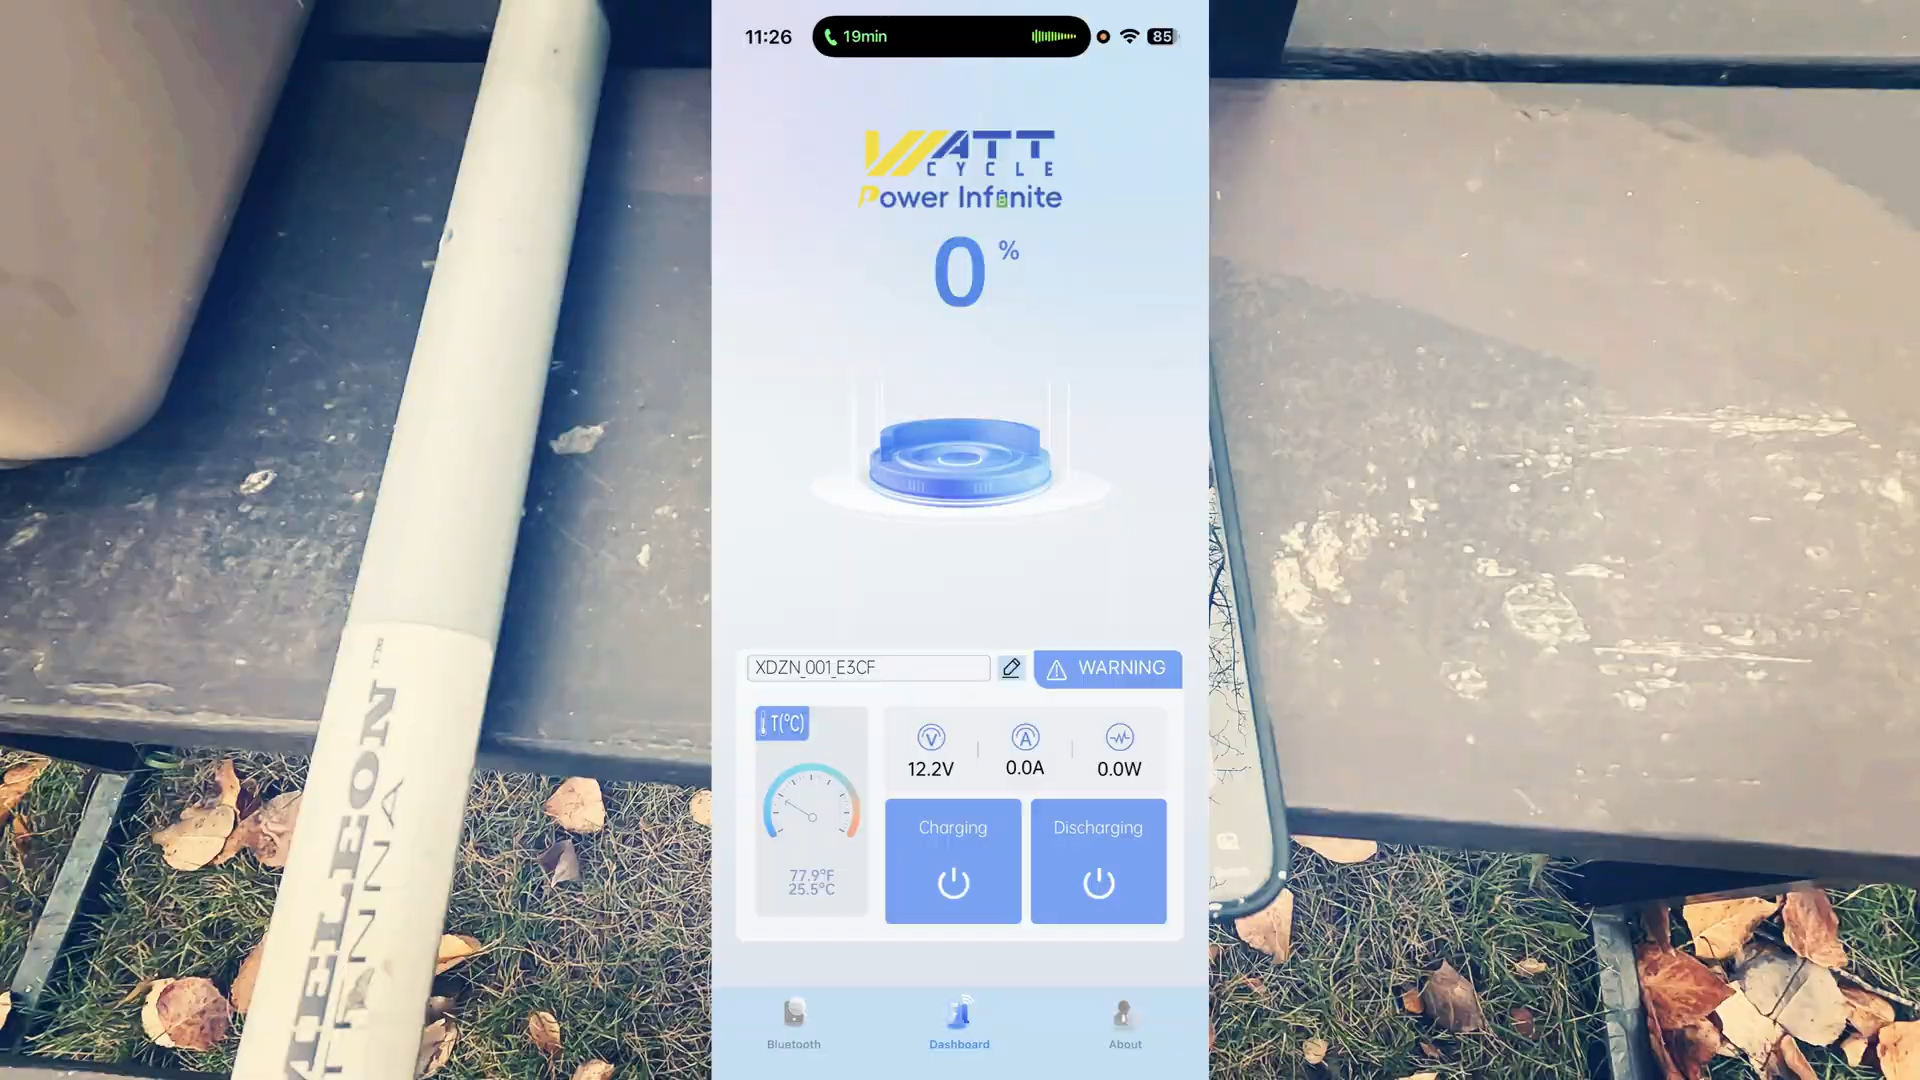 11:26
19min
85
WATT
CYCLE
Power Infinite
0 %
XDZN_001_E3CF
WARNING
T(°C)
V
A
12.2V
0.0A
0.0W
Charging
Discharging
77.9°F
25.5°C
Bluetooth
Dashboard
About